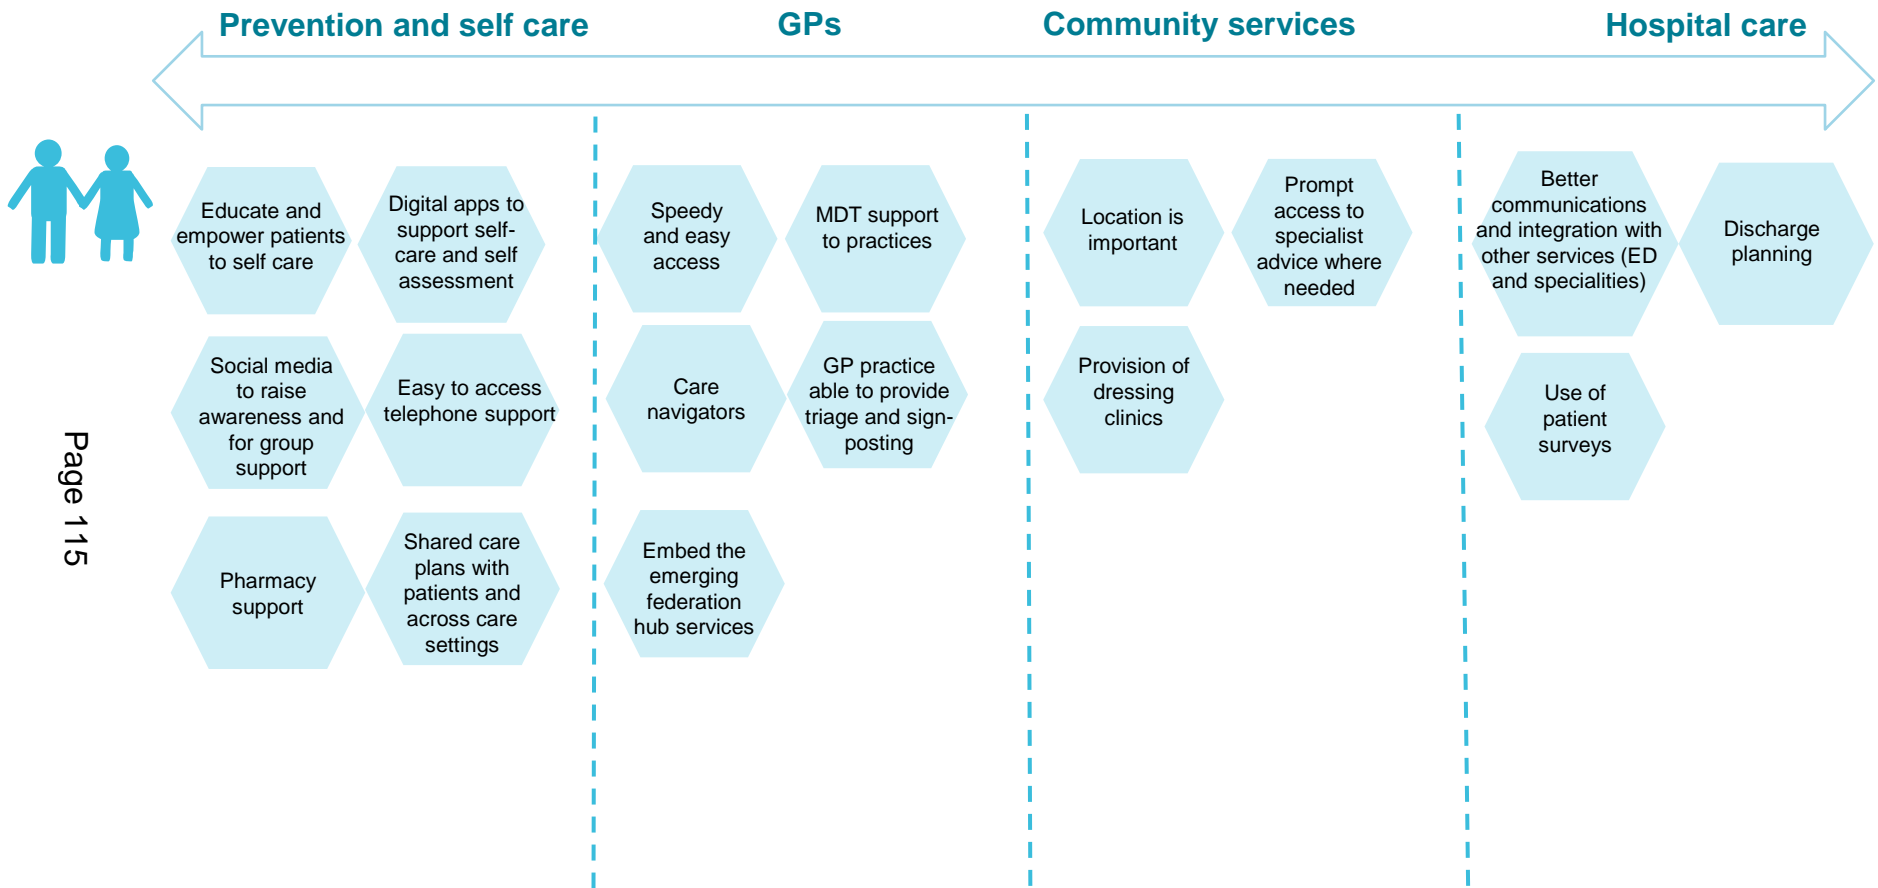 Prevention and self care
GPs
Community services
Hospital care
Educate and
empower patients
to self care
Digital apps to
support self-
care and self
assessment
Social media
to raise
awareness and
for group
support
Easy to access
telephone support
Pharmacy
support
Shared care
plans with
patients and
across care
settings
Speedy
and easy
access
MDT support
to practices
Care
navigators
GP practice
able to provide
triage and sign-
posting
Embed the
emerging
federation
hub services
Location is
important
Prompt
access to
specialist
advice where
needed
Provision of
dressing
clinics
Better
communications
and integration with
other services (ED
and specialities)
Discharge
planning
Use of
patient
surveys
Page 115